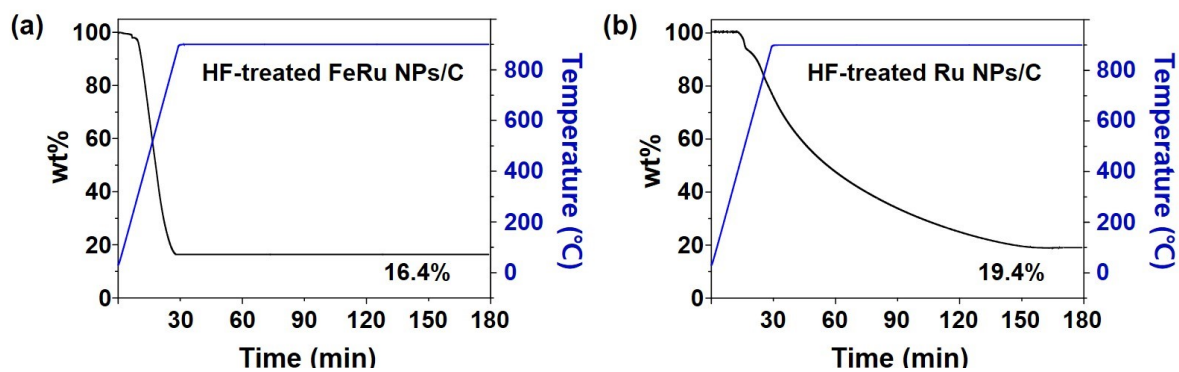 (a)
wt%
100
80
60
40
20
0
HF-treated FeRu NPs/C
16.4%
30 60 90 120 150 180
Time (min)
800
600
400
200
0
Temperature (°C)
(b)
wt%
100
80
60
40
20
0
HF-treated Ru NPs/C
19.4%
30 60 90 120 150 180
Time (min)
800
600
400
200
0
Temperature (°C)